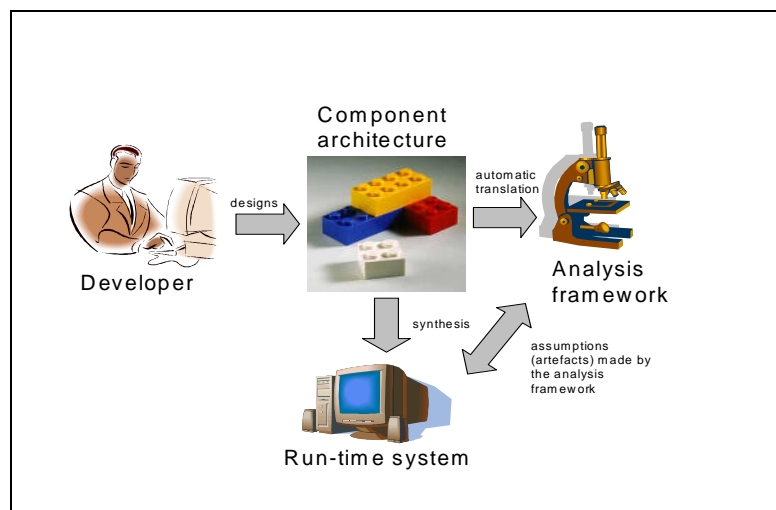 Component
architecture
automatic
translation
designs
Developer
Analysis
framework
synthesis
assumptions
(artefacts) made by
the analysis
framework
Run-time system